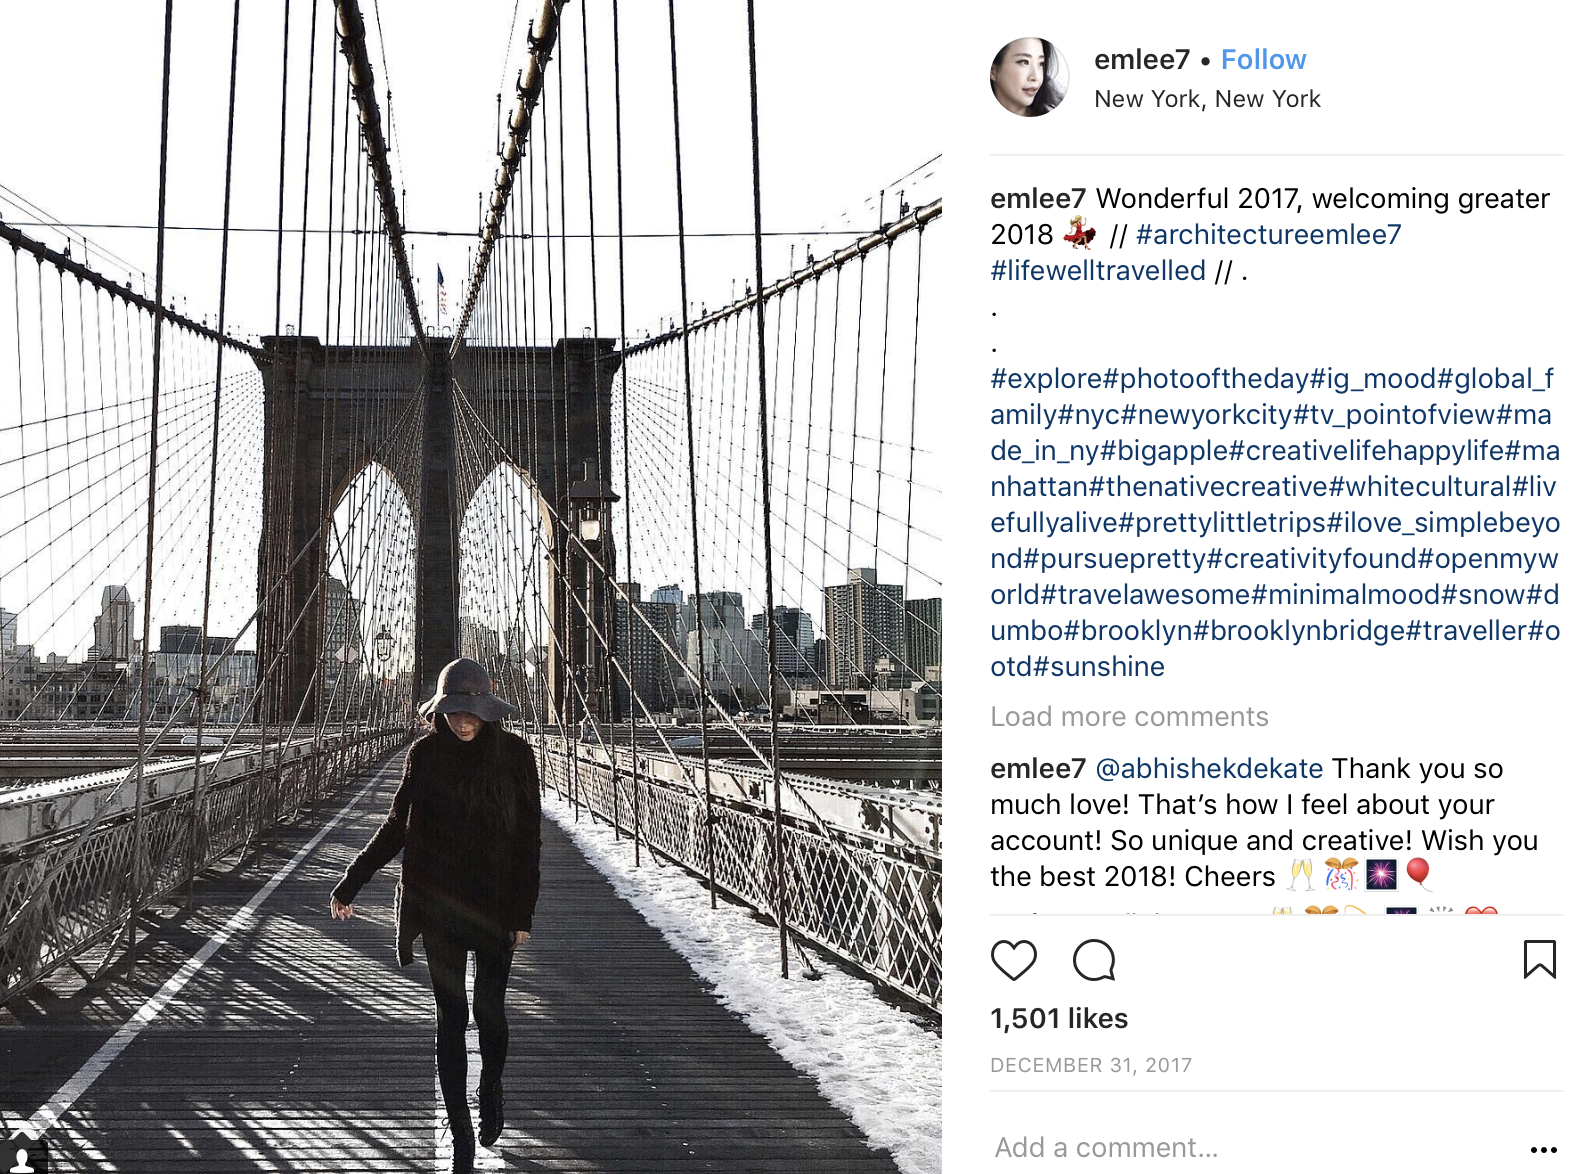 emlee7 • Follow
New York, New York
emlee7 Wonderful 2017, welcoming greater
2018 💃 // #architectureemlee7
#lifewelltravelled // .
.
.
#explore#photooftheday#ig_mood#global_f
amily#nyc#newyorkcity#tv_pointofview#ma
de_in_ny#bigapple#creativelifehappylife#ma
nhattan#thenativecreative#whitecultural#liv
efullyalive#prettylittletrips#ilove_simplebeyo
nd#pursuepretty#creativityfound#openmyw
orld#travelawesome#minimalmood#snow#d
umbo#brooklyn#brooklynbridge#traveller#o
otd#sunshine
Load more comments
emlee7 @abhishekdekate Thank you so
much love! That’s how I feel about your
account! So unique and creative! Wish you
the best 2018! Cheers 🥂🎊🎆🎈
1,501 likes
DECEMBER 31, 2017
Add a comment...